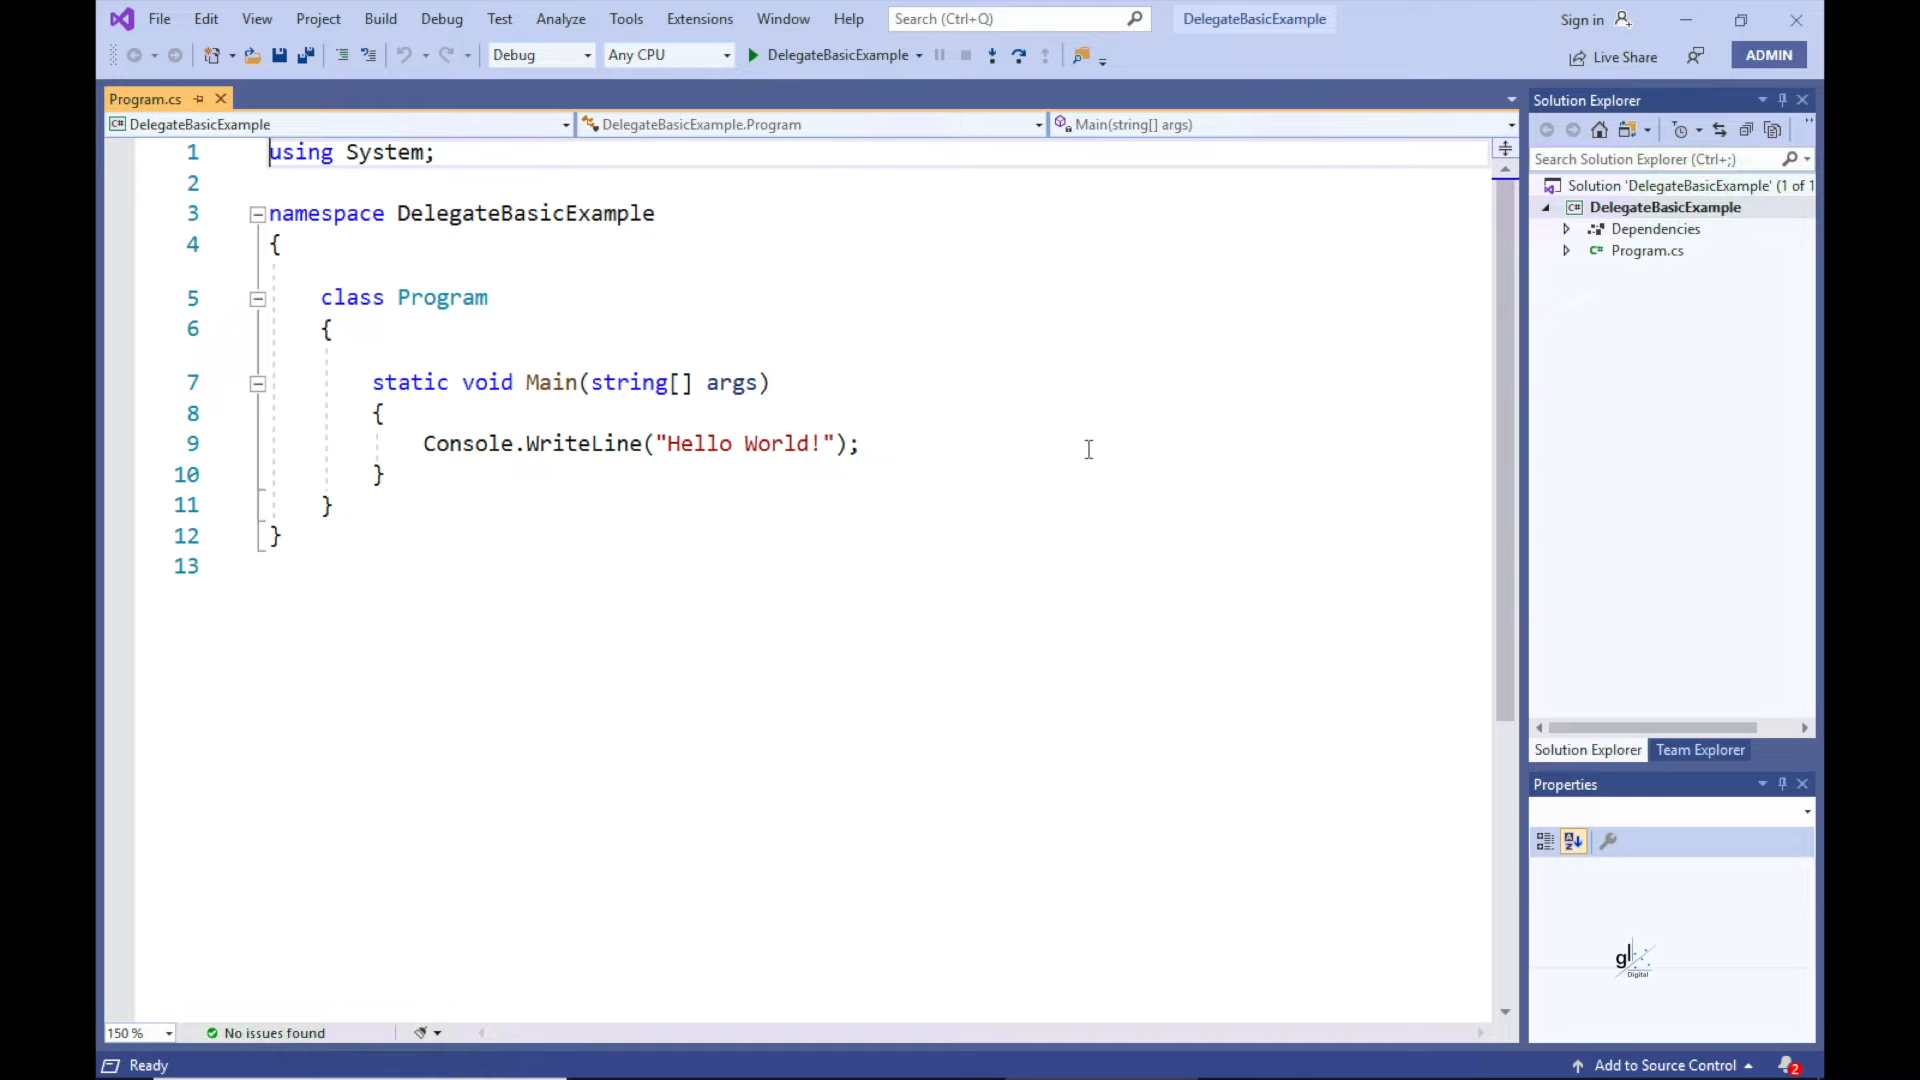 File Edit View Project Build Debug Test Analyze Tools Extensions Window Help Search (Ctrl+Q) DelegateBasicExample Sign in
Debug Any CPU DelegateBasicExample Live Share ADMIN
Program.cs
DelegateBasicExample DelegateBasicExample.Program Main(string[] args)
1 using System;
2
3 namespace DelegateBasicExample
4 {
5 class Program
6 {
7 static void Main(string[] args)
8 {
9 Console.WriteLine("Hello World!");
10 }
11 }
12 }
13
150 % No issues found
Ready
Solution Explorer
Search Solution Explorer (Ctrl+;)
Solution 'DelegateBasicExample' (1 of 1
C# DelegateBasicExample
Dependencies
C# Program.cs
Solution Explorer Team Explorer
Properties
gl
Digital
Add to Source Control 2